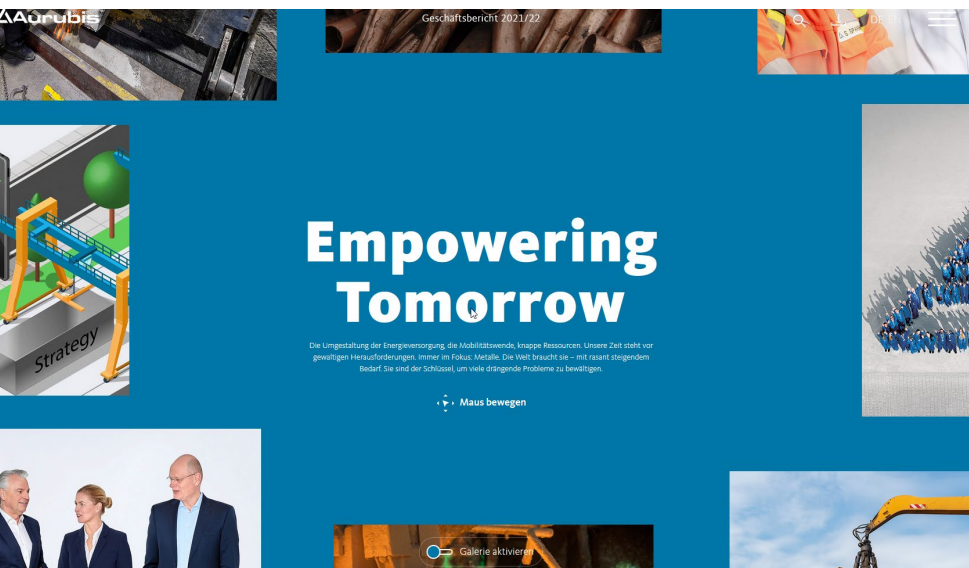 Aurubis
Geschäftsbericht 2021/22
DE
Strategy
Empowering
Tomorrow
Die Umgestaltung der Energieversorgung, die Mobilitätswende, knappe Ressourcen. Unsere Zeit steht vor
gewaltigen Herausforderungen. Immer im Fokus: Metalle. Die Welt braucht sie – mit rasant steigendem
Bedarf. Sie sind der Schlüssel, um viele drängende Probleme zu bewältigen.
Maus bewegen
Galerie aktivieren